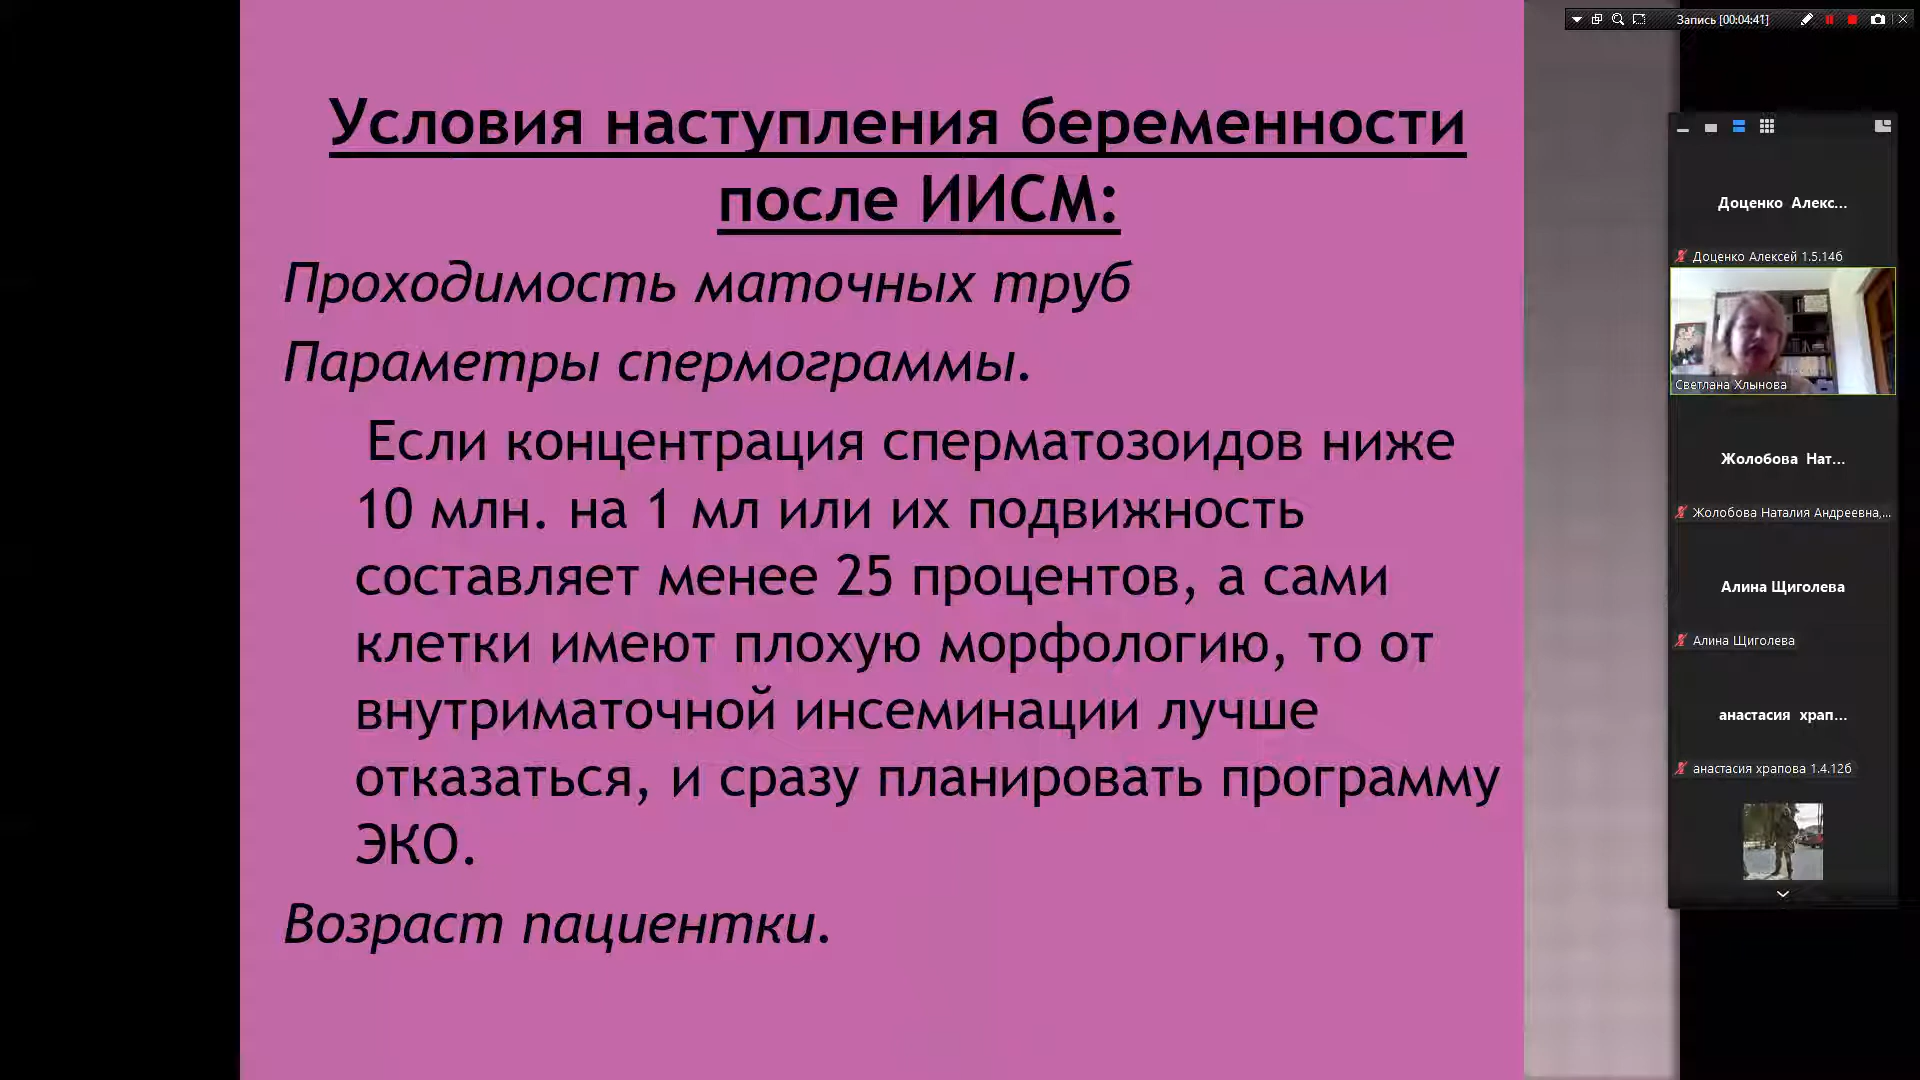 Запись [00:04:41]
Условия наступления беременности
после ИИСМ:
Проходимость маточных труб
Параметры спермограммы.
Если концентрация сперматозоидов ниже
10 млн. на 1 мл или их подвижность
составляет менее 25 процентов, а сами
клетки имеют плохую морфологию, то от
внутриматочной инсеминации лучше
отказаться, и сразу планировать программу
ЭКО.
Возраст пациентки.
Доценко Алекс...
Доценко Алексей 1.5.14б
Светлана Хлынова
Жолобова Нат...
Жолобова Наталия Андреевна,...
Алина Щиголева
Алина Щиголева
анастасия храп...
анастасия храпова 1.4.12б